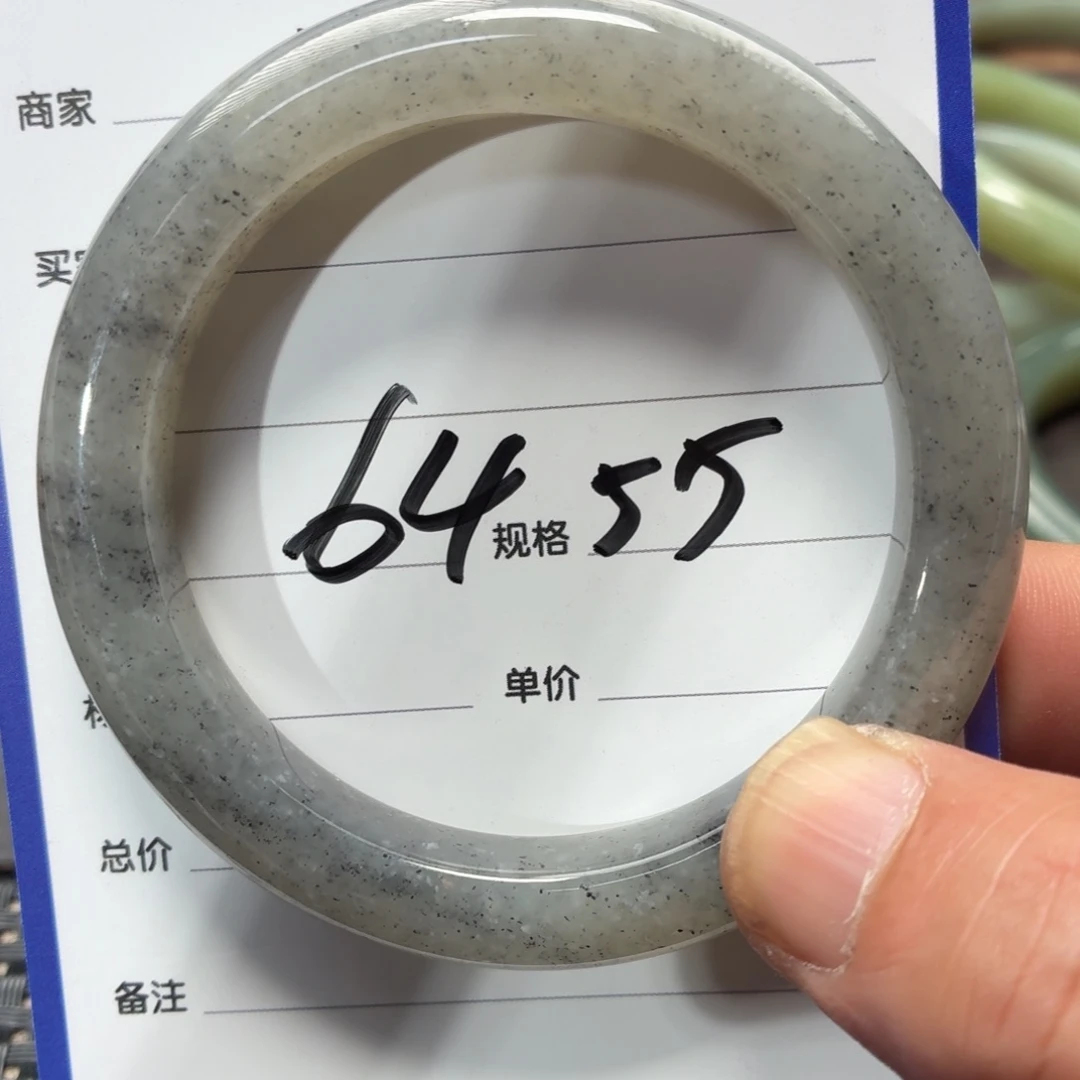 商家
买
64 规格 55
单价
总价
备注